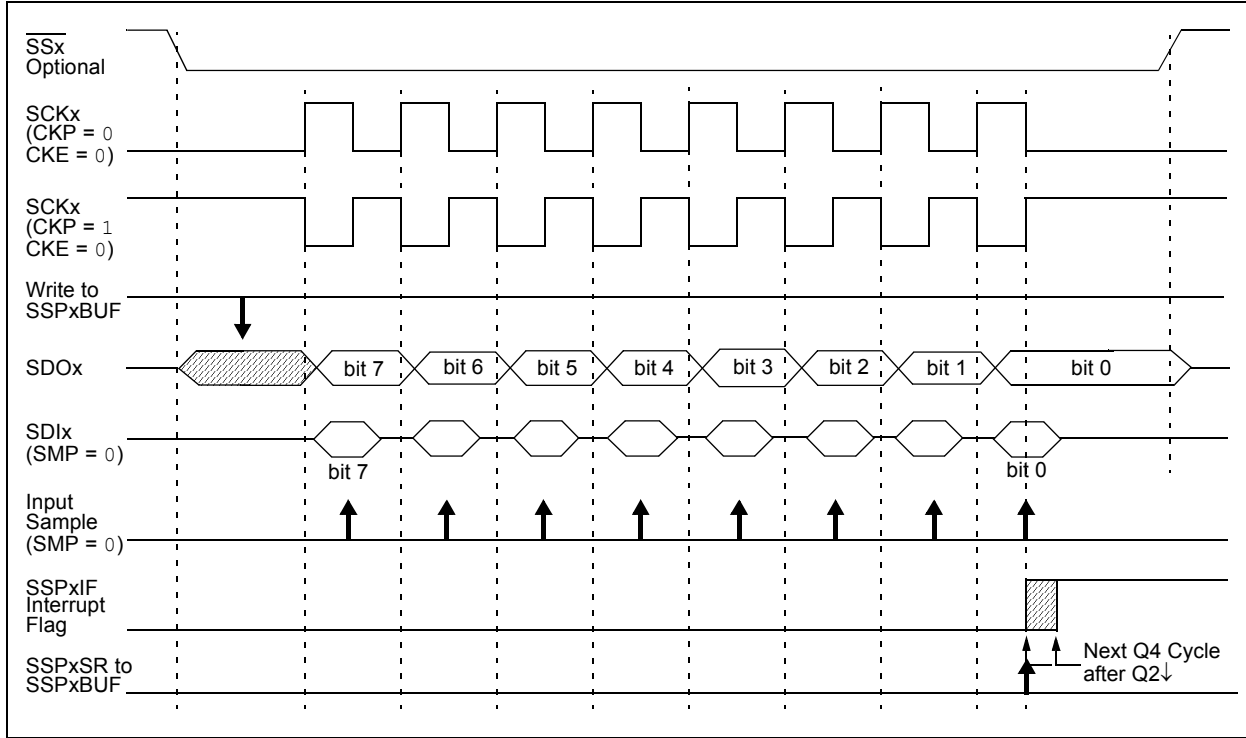 SSx
Optional
SCKx
(CKP = 0
CKE = 0)
SCKx
(CKP = 1
CKE = 0)
Write to
SSPxBUF
SDOx
bit 7 bit 6 bit 5 bit 4 bit 3 bit 2 bit 1 bit 0
SDIx
(SMP = 0)
bit 7 bit 0
Input
Sample
(SMP = 0)
SSPxIF
Interrupt
Flag
SSPxSR to
SSPxBUF
Next Q4 Cycle
after Q2↓